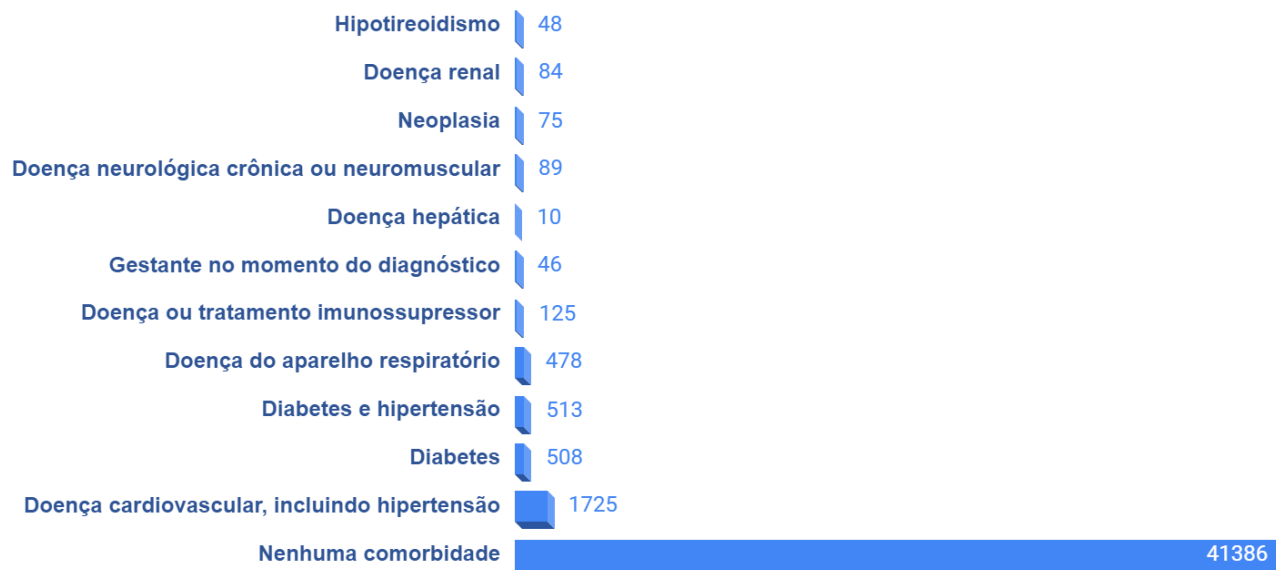 Hipotireoidismo 48
Doença renal 84
Neoplasia 75
Doença neurológica crônica ou neuromuscular 89
Doença hepática 10
Gestante no momento do diagnóstico 46
Doença ou tratamento imunossupressor 125
Doença do aparelho respiratório 478
Diabetes e hipertensão 513
Diabetes 508
Doença cardiovascular, incluindo hipertensão 1725
Nenhuma comorbidade 41386